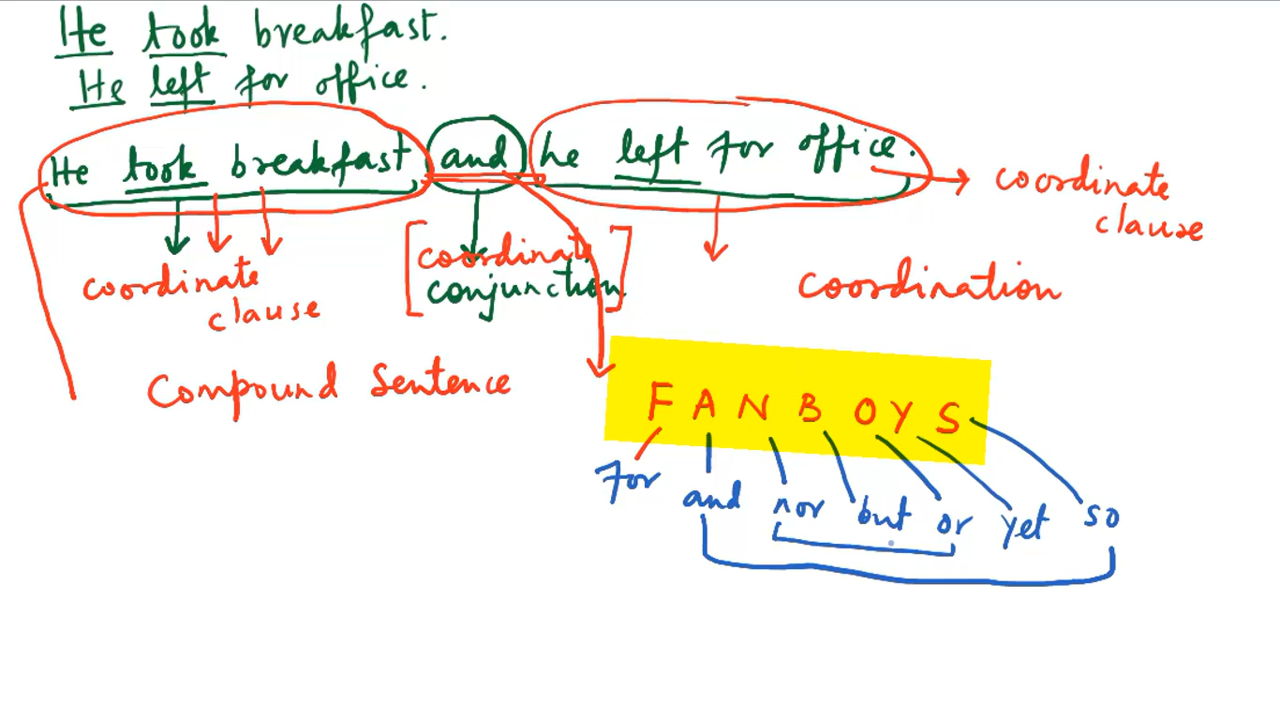 He took breakfast.
He left for office.
He took breakfast and he left for office.
coordinate
clause
coordinate
clause
coordinate
conjunction
coordination
Compound Sentence
F A N B O Y S
For and nor but or yet so